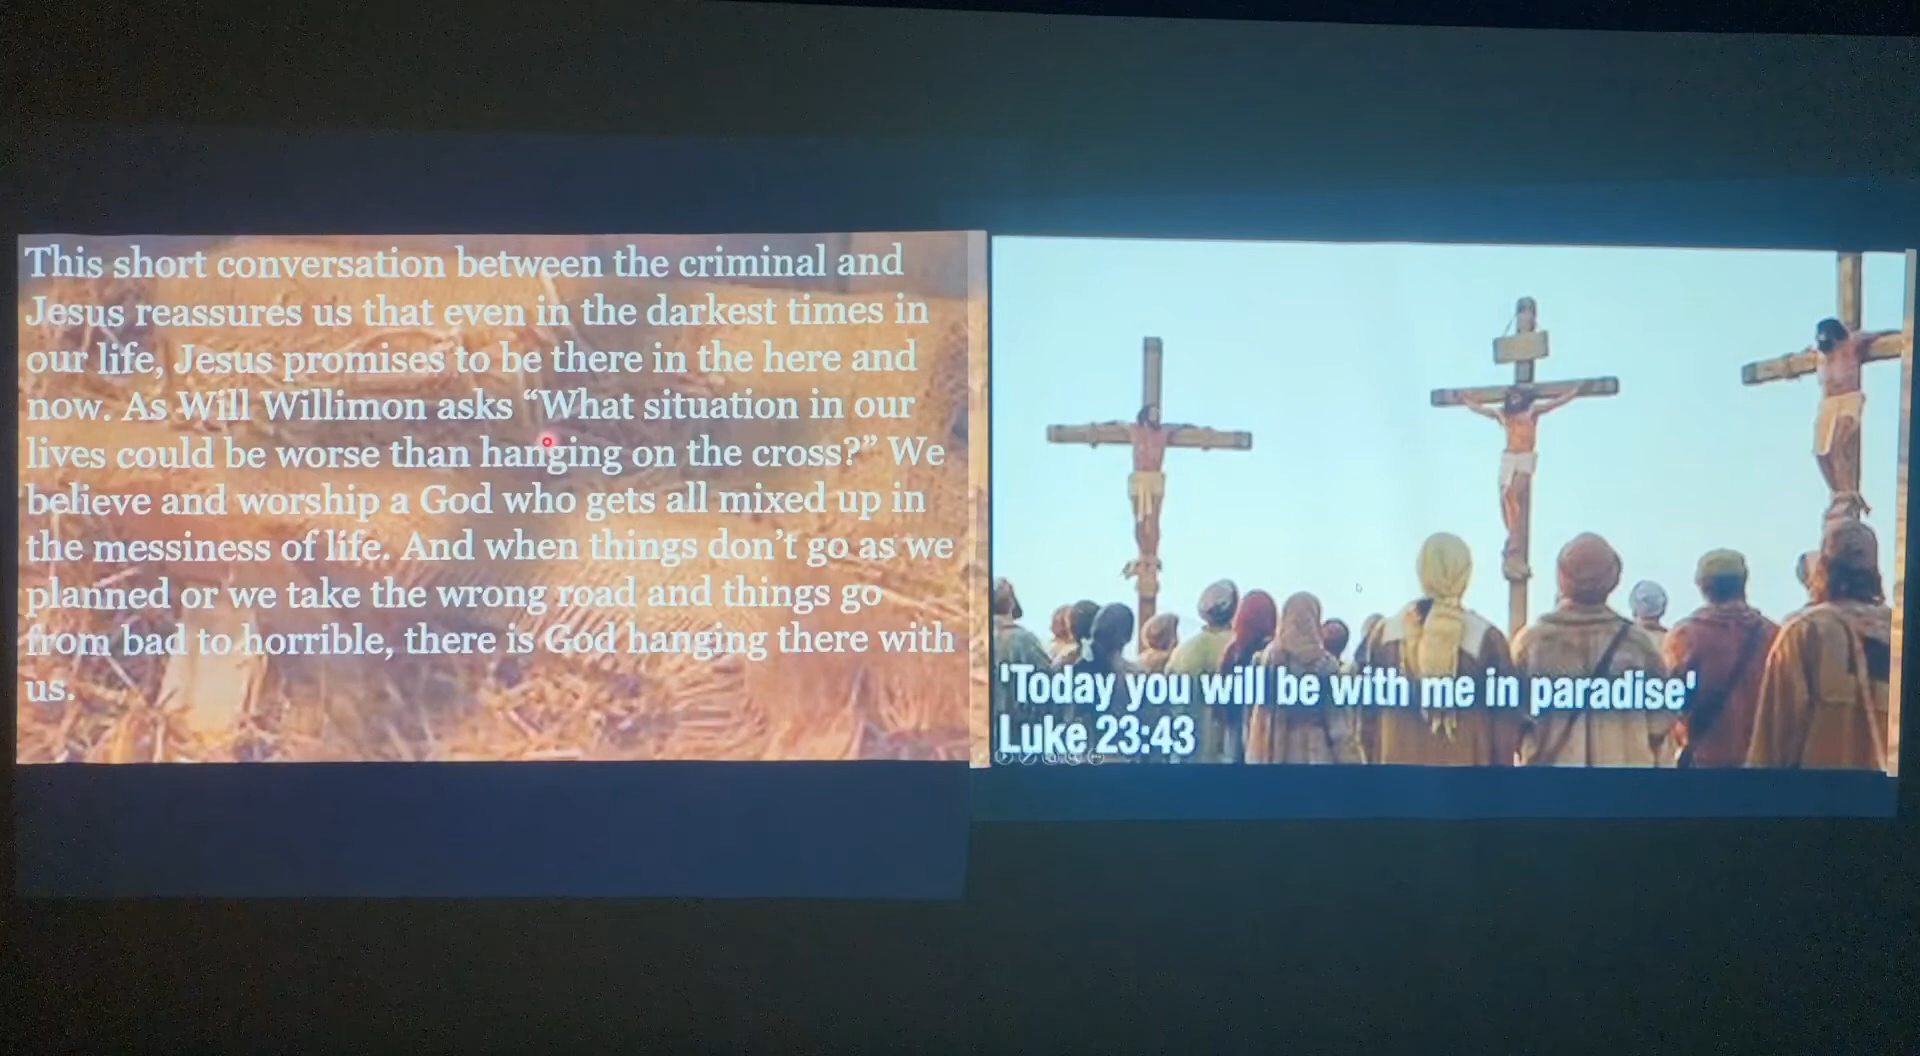 This short conversation between the criminal and
Jesus reassures us that even in the darkest times in
our life, Jesus promises to be there in the here and
now. As Will Willimon asks “What situation in our
lives could be worse than hanging on the cross?” We
believe and worship a God who gets all mixed up in
the messiness of life. And when things don’t go as we
planned or we take the wrong road and things go
from bad to horrible, there is God hanging there with
us.
'Today you will be with me in paradise'
Luke 23:43